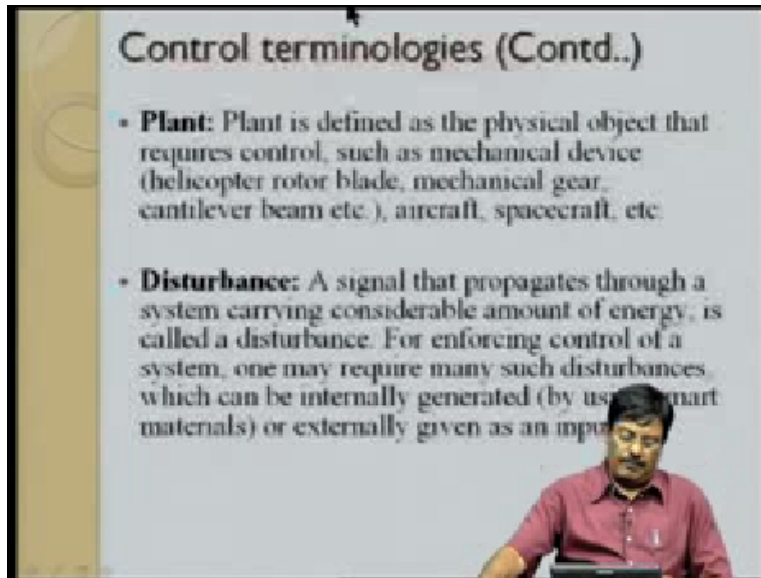 Control terminologies (Contd..)
• Plant: Plant is defined as the physical object that
requires control, such as mechanical device
(helicopter rotor blade, mechanical gear,
cantilever beam etc.), aircraft, spacecraft, etc.
• Disturbance: A signal that propagates through a
system carrying considerable amount of energy, is
called a disturbance. For enforcing control of a
system, one may require many such disturbances,
which can be internally generated (by
materials) or externally given as an